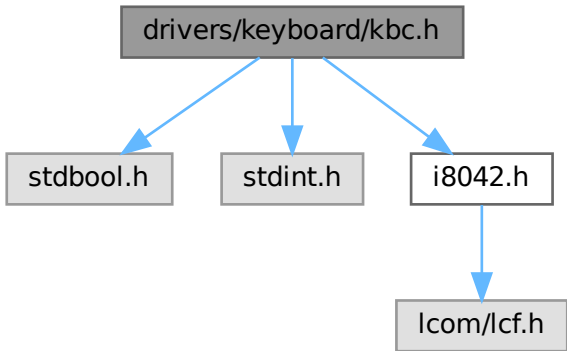 drivers/keyboard/kbc.h
stdbool.h
stdint.h
i8042.h
lcom/lcf.h